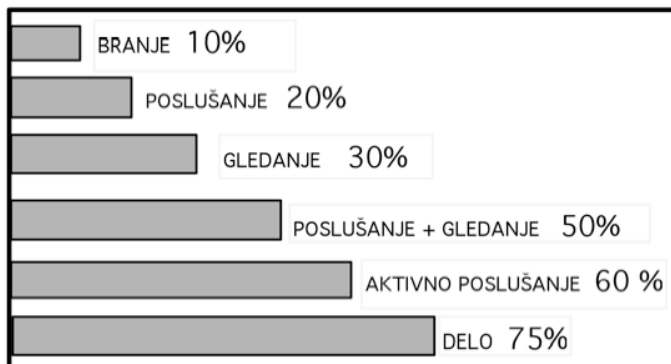 BRANJE 10%
POSLUŠANJE 20%
GLEDANJE 30%
POSLUŠANJE + GLEDANJE 50%
AKTIVNO POSLUŠANJE 60 %
DELO 75%